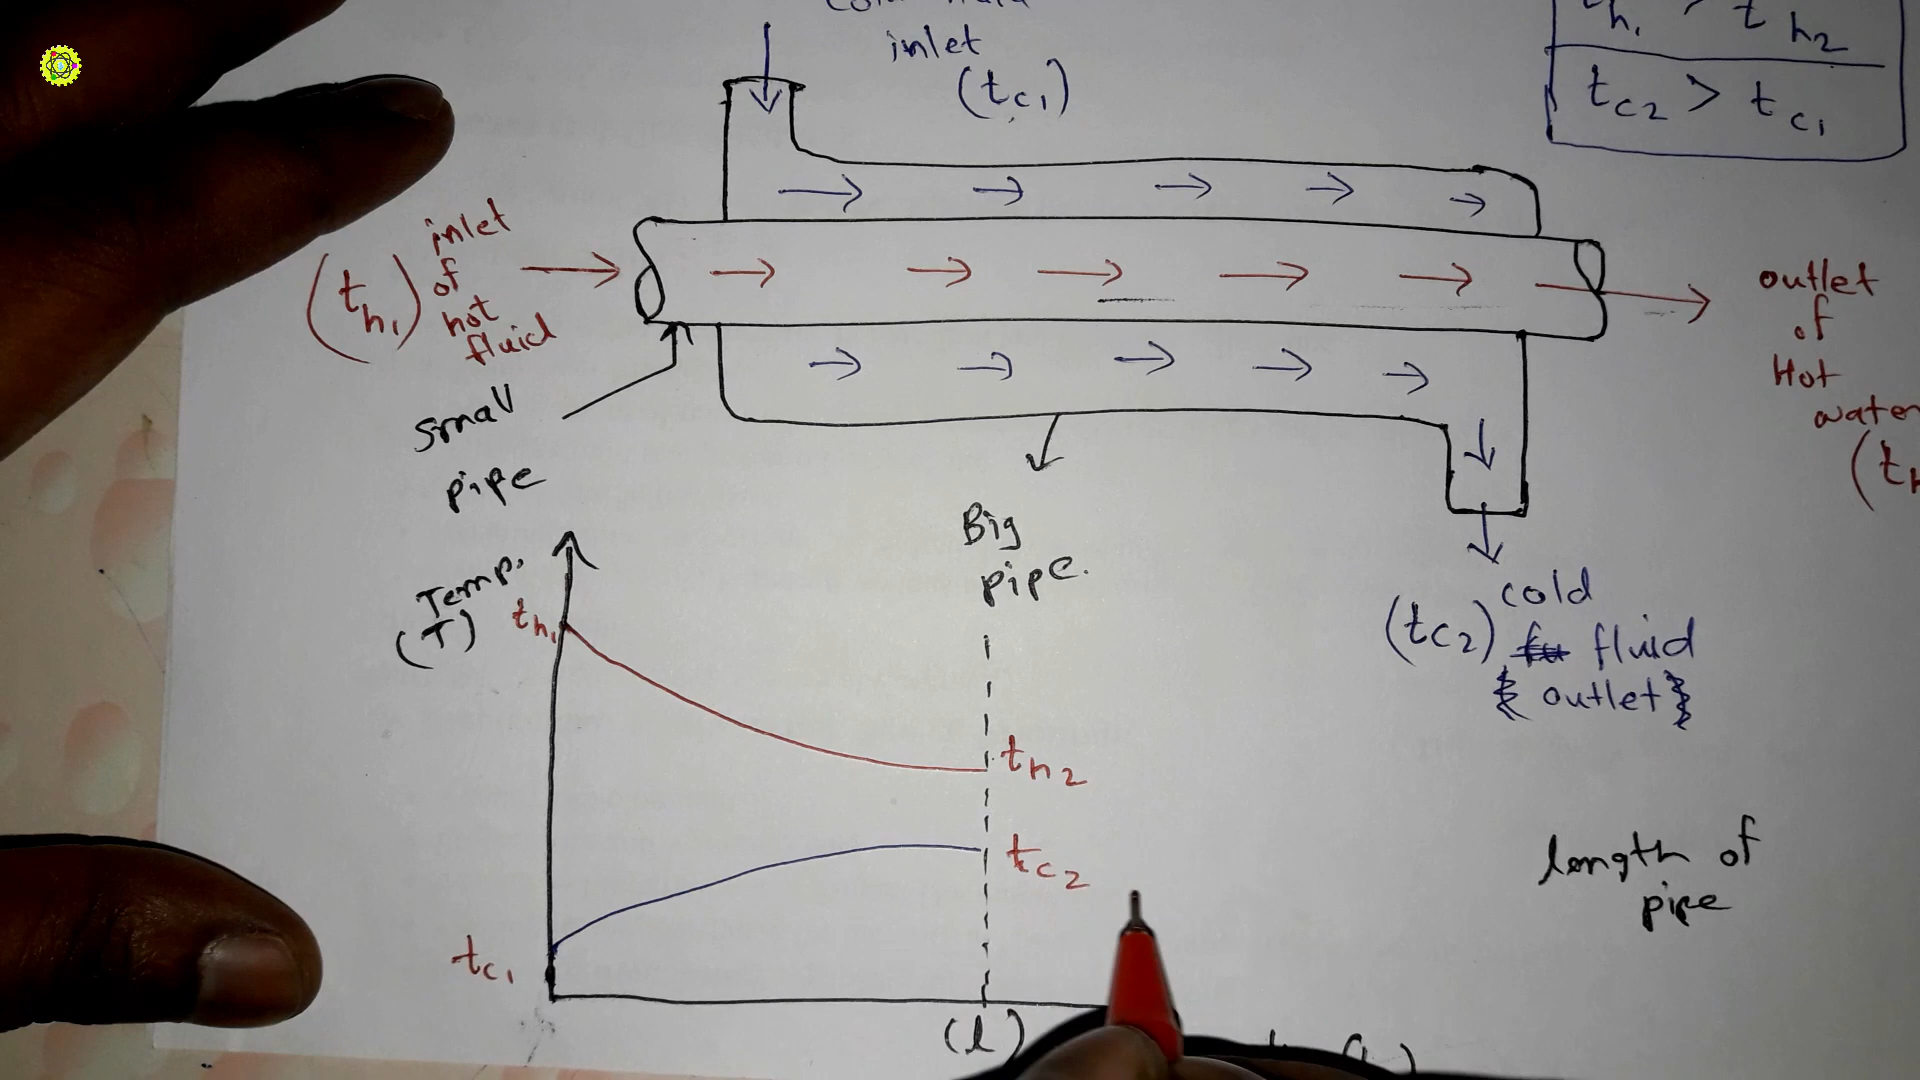 inlet
(tc1)
th1 > th2
tc2 > tc1
(th1) inlet
of
hot
fluid
outlet
of
Hot
water
small
pipe
Big
pipe.
(tc2) cold
fluid
{outlet}
Temp.
(T)
th1
th2
tc2
tc1
length of
pipe
(l)